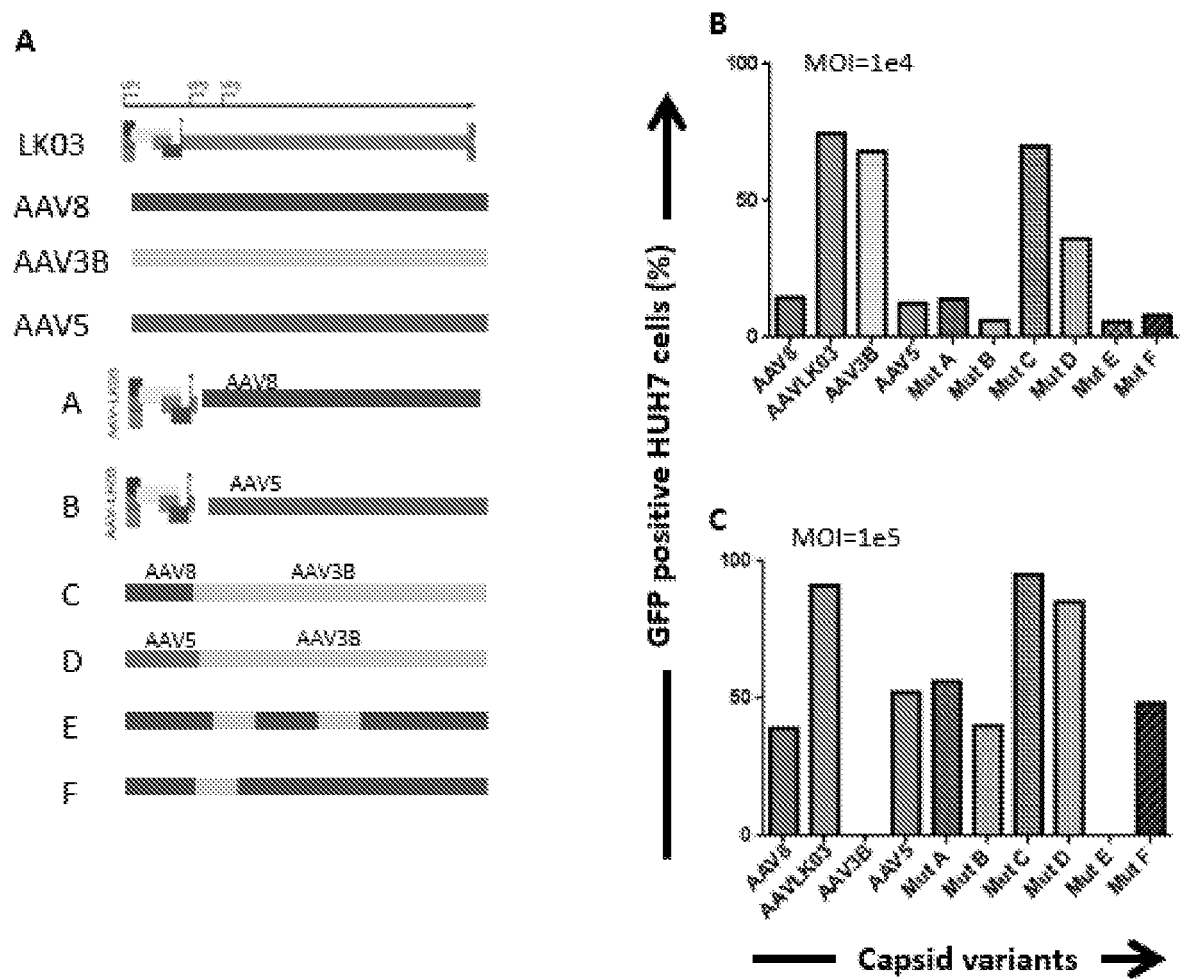 A
LK03
AAV8
AAV3B
AAV5
A
AAV8
B
AAV5
C
AAV8
AAV3B
D
AAV5
AAV3B
E
F
GFP positive HUH7 cells (%)
B
MOI=1e4
100
50
0
AAV8
AAVLK03
AAV3B
AAV5
Mut A
Mut B
Mut C
Mut D
Mut E
Mut F
C
MOI=1e5
100
50
0
AAV8
AAVLK03
AAV3B
AAV5
Mut A
Mut B
Mut C
Mut D
Mut E
Mut F
Capsid variants